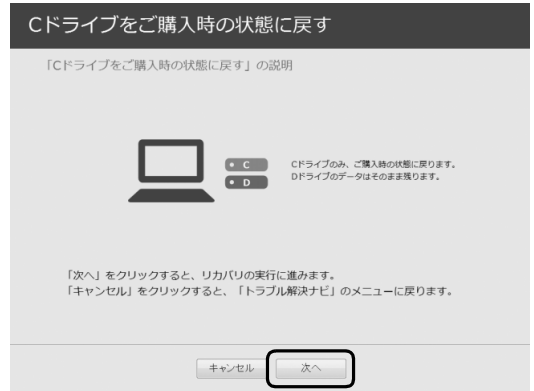 Cドライブをご購入時の状態に戻す
「Cドライブをご購入時の状態に戻す」の説明
C
D
Cドライブのみ、ご購入時の状態に戻ります。
Dドライブのデータはそのまま残ります。
「次へ」をクリックすると、リカバリの実行に進みます。
「キャンセル」をクリックすると、「トラブル解決ナビ」のメニューに戻ります。
キャンセル
次へ